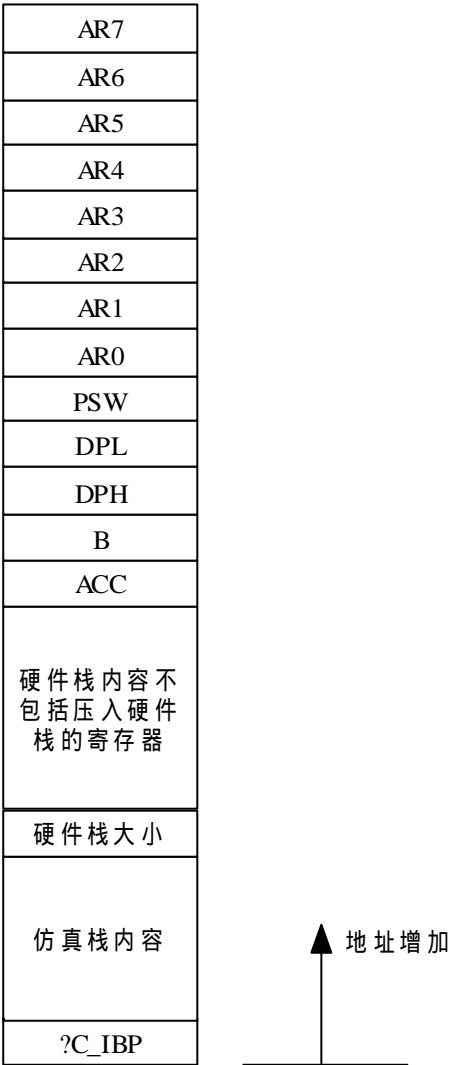 AR7
AR6
AR5
AR4
AR3
AR2
AR1
AR0
PSW
DPL
DPH
B
ACC
硬件栈内容不
包括压入硬件
栈的寄存器
硬件栈大小
仿真栈内容
地址增加
?C_IBP